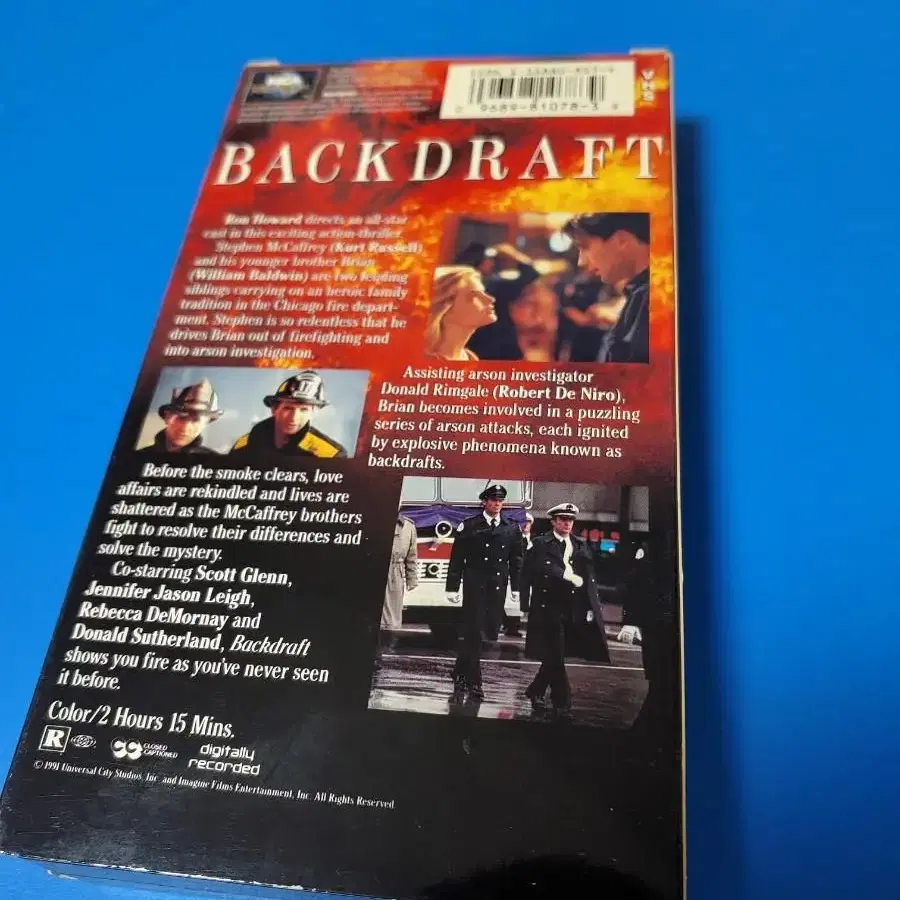 MCA
VHS
9689-81078-3
BACKDRAFT
Ron Howard directs an all-star
cast in this exciting action-thriller.
Stephen McCaffrey (Kurt Russell)
and his younger brother Brian
(William Baldwin) are two feuding
siblings carrying on an heroic family
tradition in the Chicago fire depart-
ment. Stephen is so relentless that he
drives Brian out of firefighting and
into arson investigation.
Assisting arson investigator
Donald Rimgale (Robert De Niro),
Brian becomes involved in a puzzling
series of arson attacks, each ignited
by explosive phenomena known as
backdrafts.
Before the smoke clears, love
affairs are rekindled and lives are
shattered as the McCaffrey brothers
fight to resolve their differences and
solve the mystery.
Co-starring Scott Glenn,
Jennifer Jason Leigh,
Rebecca DeMornay and
Donald Sutherland, Backdraft
shows you fire as you've never seen
it before.
Color/2 Hours 15 Mins.
R
CC CLOSED CAPTIONED
digitally
recorded
© 1991 Universal City Studios, Inc. and Imagine Films Entertainment, Inc. All Rights Reserved